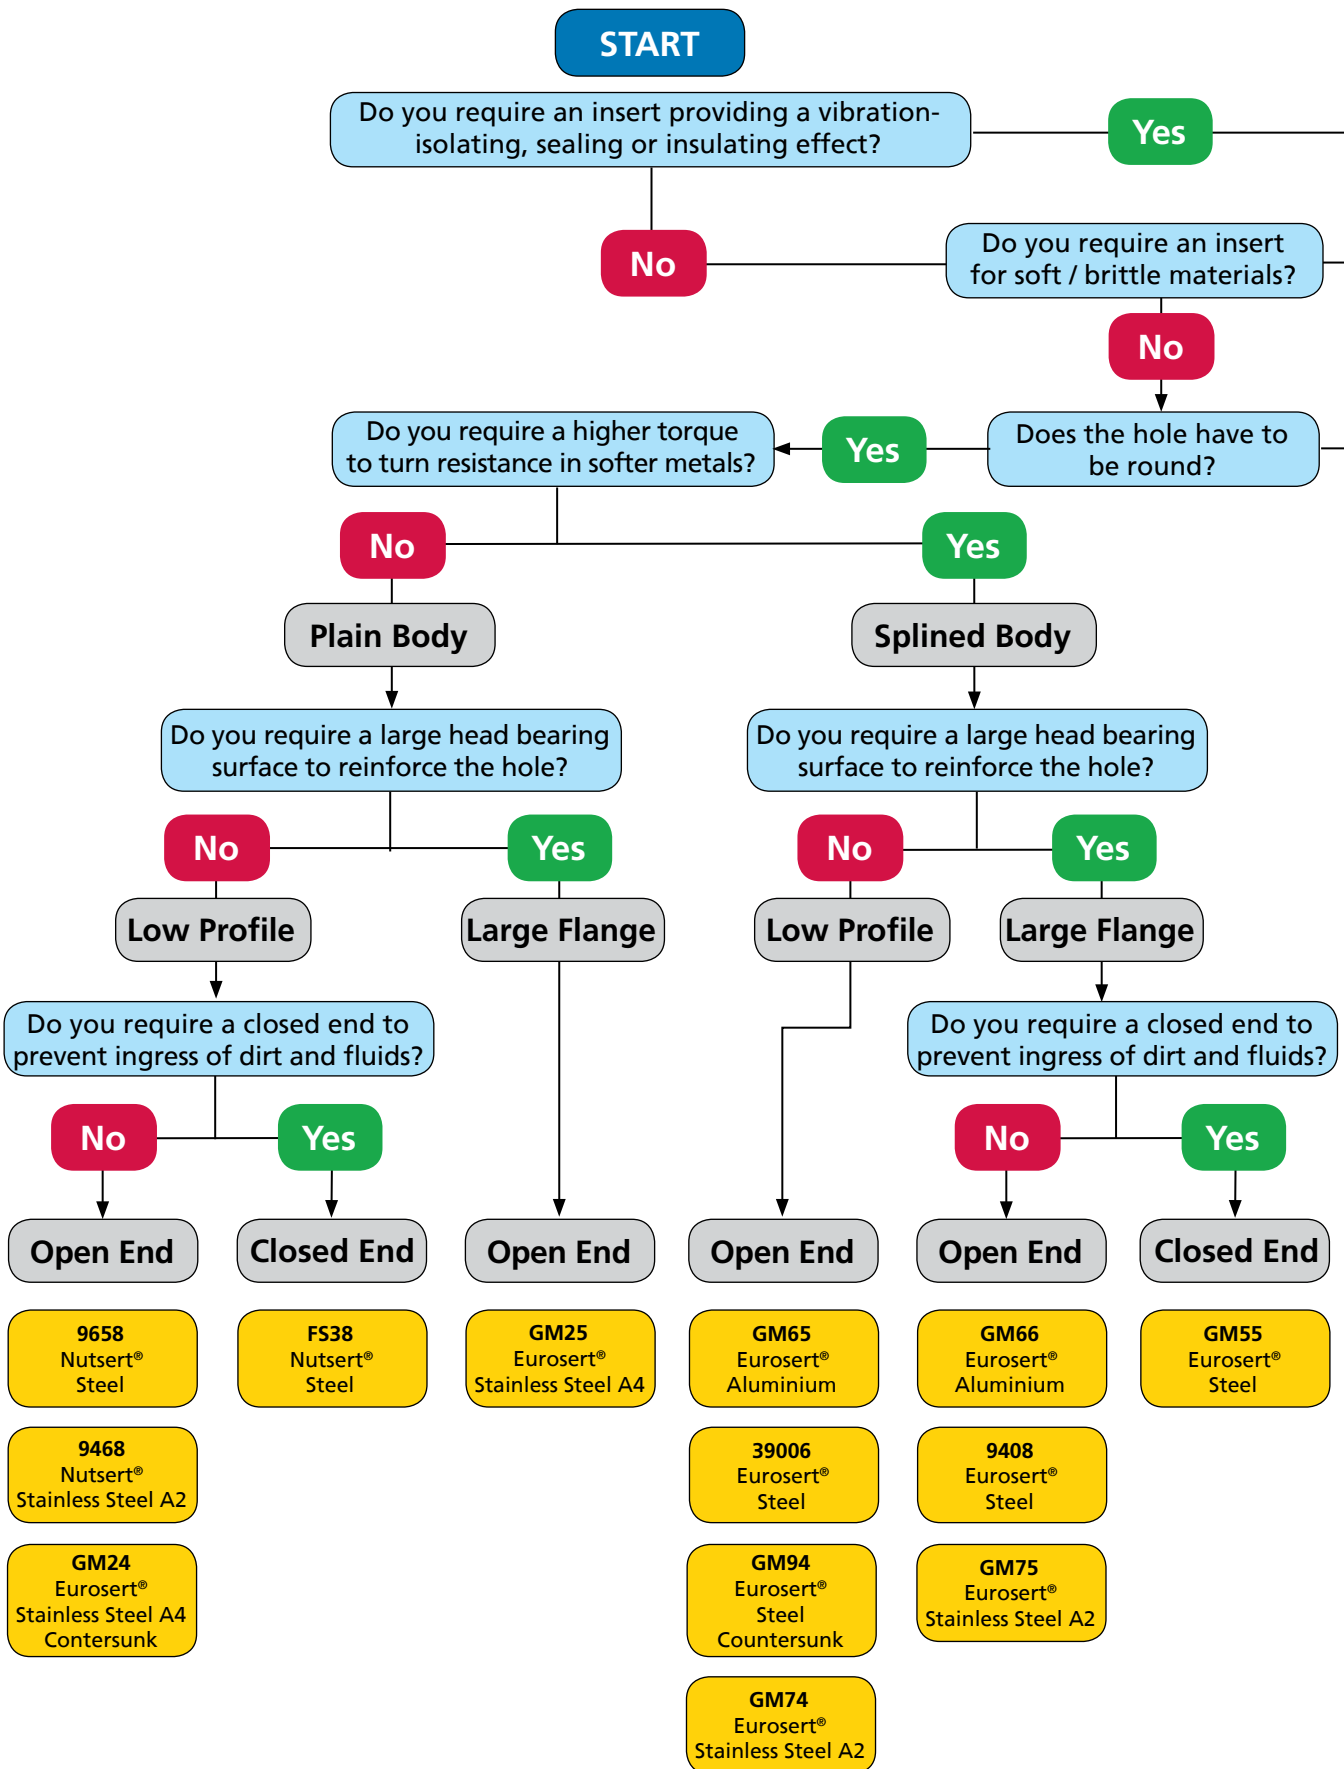 START
Do you require an insert providing a vibration-
isolating, sealing or insulating effect?
Yes
No
Do you require an insert
for soft / brittle materials?
No
Do you require a higher torque
to turn resistance in softer metals?
Yes
Does the hole have to
be round?
No
Yes
Plain Body
Splined Body
Do you require a large head bearing
surface to reinforce the hole?
Do you require a large head bearing
surface to reinforce the hole?
No
Yes
No
Yes
Low Profile
Large Flange
Low Profile
Large Flange
Do you require a closed end to
prevent ingress of dirt and fluids?
Do you require a closed end to
prevent ingress of dirt and fluids?
No
Yes
No
Yes
Open End
Closed End
Open End
Open End
Open End
Closed End
9658
Nutsert®
Steel
FS38
Nutsert®
Steel
GM25
Eurosert®
Stainless Steel A4
GM65
Eurosert®
Aluminium
GM66
Eurosert®
Aluminium
GM55
Eurosert®
Steel
9468
Nutsert®
Stainless Steel A2
39006
Eurosert®
Steel
9408
Eurosert®
Steel
GM24
Eurosert®
Stainless Steel A4
Contersunk
GM94
Eurosert®
Steel
Countersunk
GM75
Eurosert®
Stainless Steel A2
GM74
Eurosert®
Stainless Steel A2